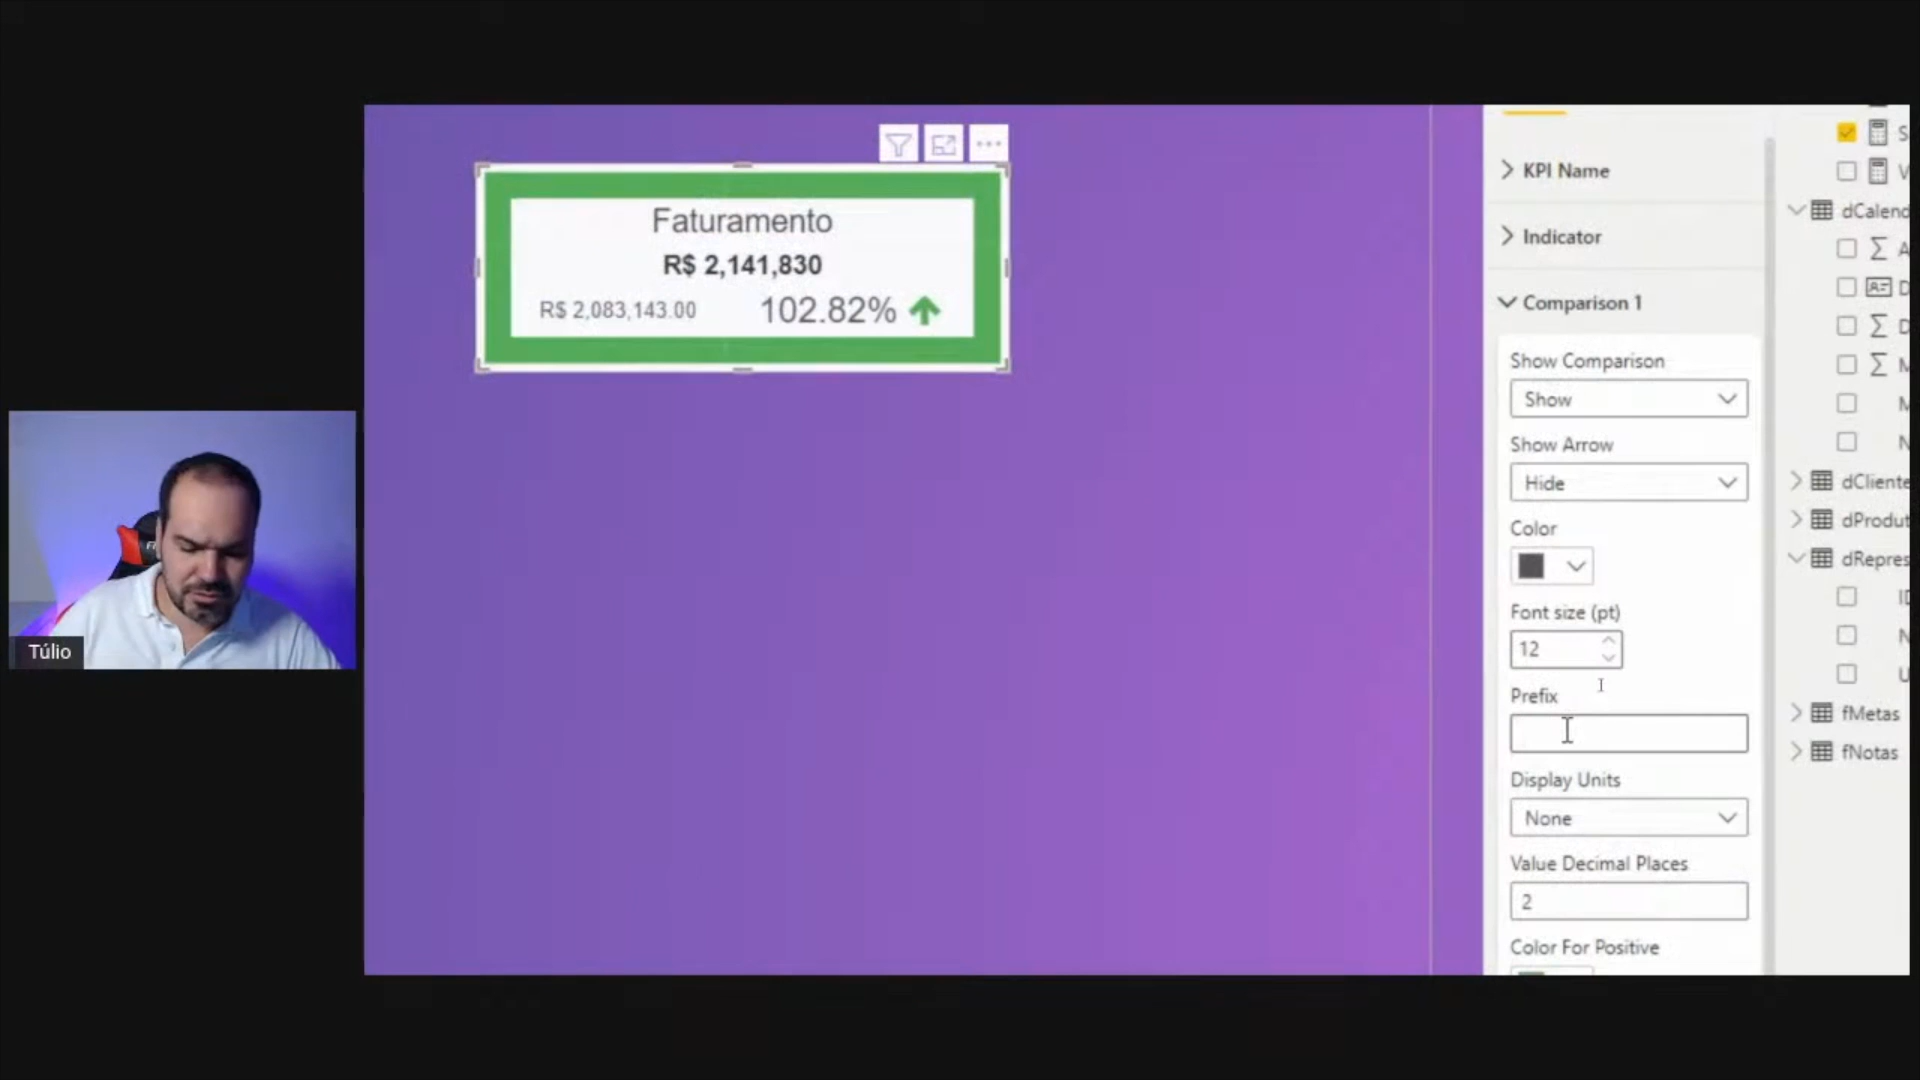 Faturamento
R$ 2,141,830
R$ 2,083,143.00 102.82%
Túlio
KPI Name
Indicator
Comparison 1
Show Comparison
Show
Show Arrow
Hide
Color
Font size (pt)
12
Prefix
Display Units
None
Value Decimal Places
2
Color For Positive
dCalend
dCliente
dProdut
dRepres
fMetas
fNotas